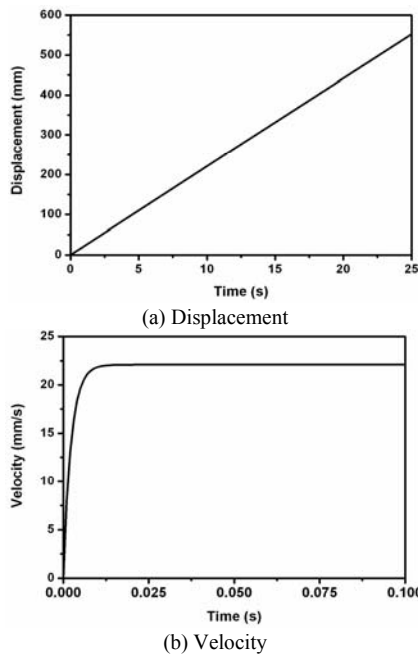 600
500
400
300
200
100
0
Displacement (mm)
0 5 10 15 20 25
Time (s)
(a) Displacement
25
20
15
10
5
0
Velocity (mm/s)
0.000 0.025 0.050 0.075 0.100
Time (s)
(b) Velocity